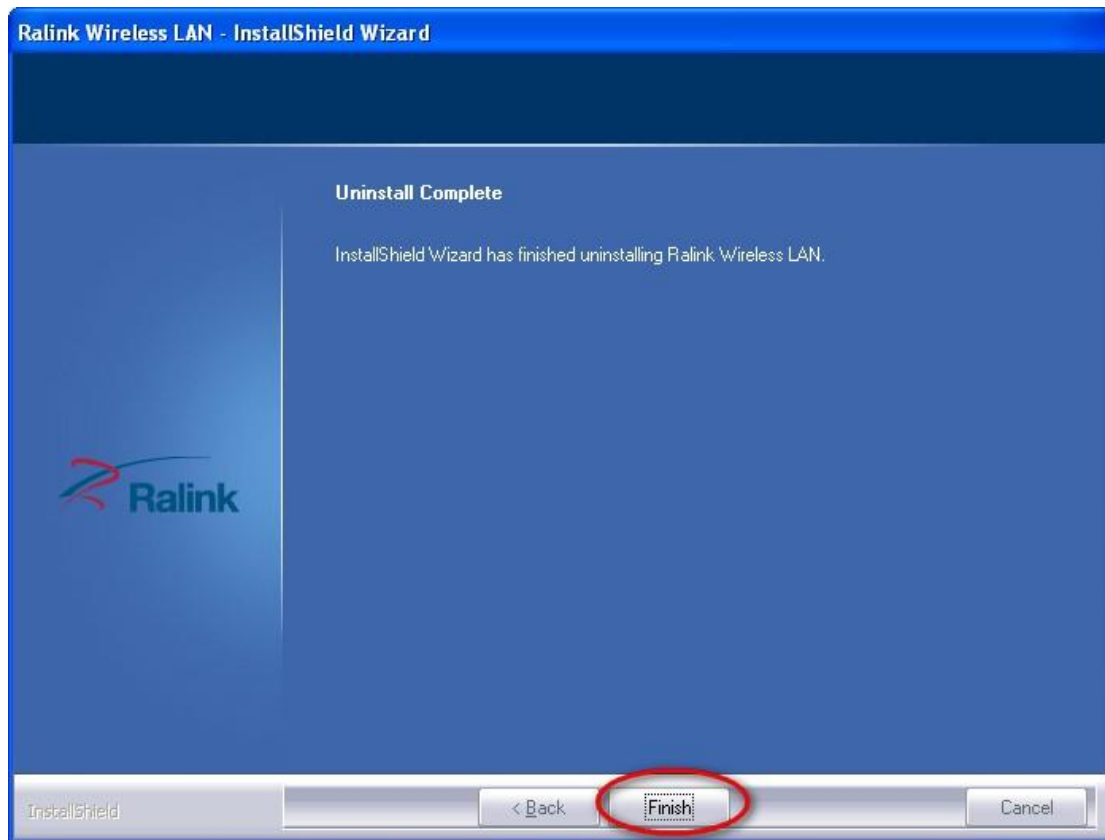 Ralink Wireless LAN - InstallShield Wizard
Uninstall Complete
InstallShield Wizard has finished uninstalling Ralink Wireless LAN.
Ralink
InstallShield
< Back
Finish
Cancel